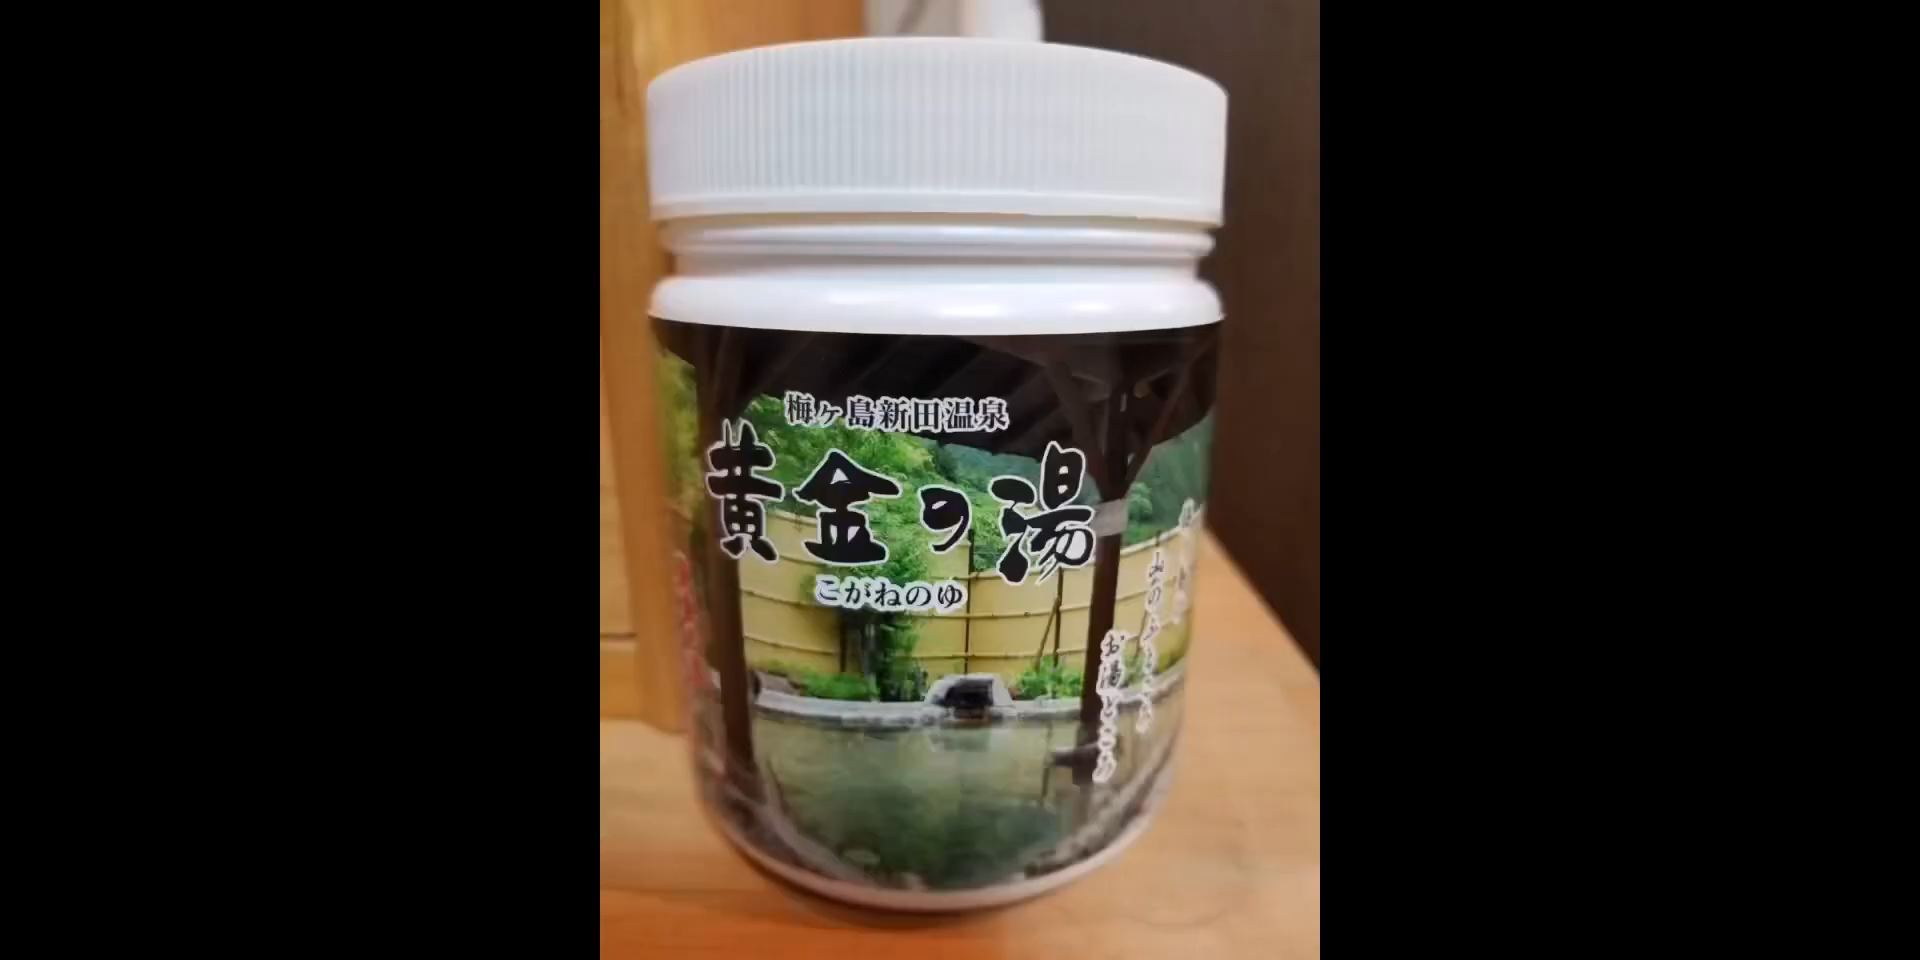 梅ヶ島新田温泉
黄金の湯
こがねのゆ
お湯どころ